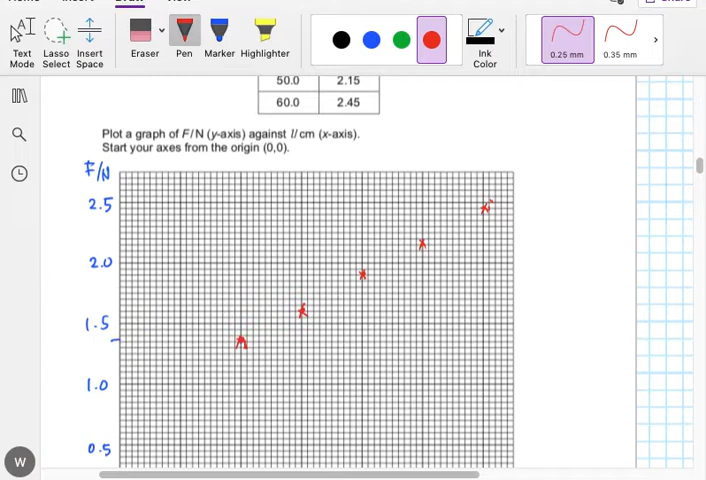 Draw
Text Mode
Lasso Select
Insert Space
Eraser
Pen
Marker
Highlighter
Ink Color
0.25 mm
0.35 mm
50.0 2.15
60.0 2.45
Plot a graph of F/N (y-axis) against l/cm (x-axis).
Start your axes from the origin (0,0).
F/N
2.5
2.0
1.5
1.0
0.5
W